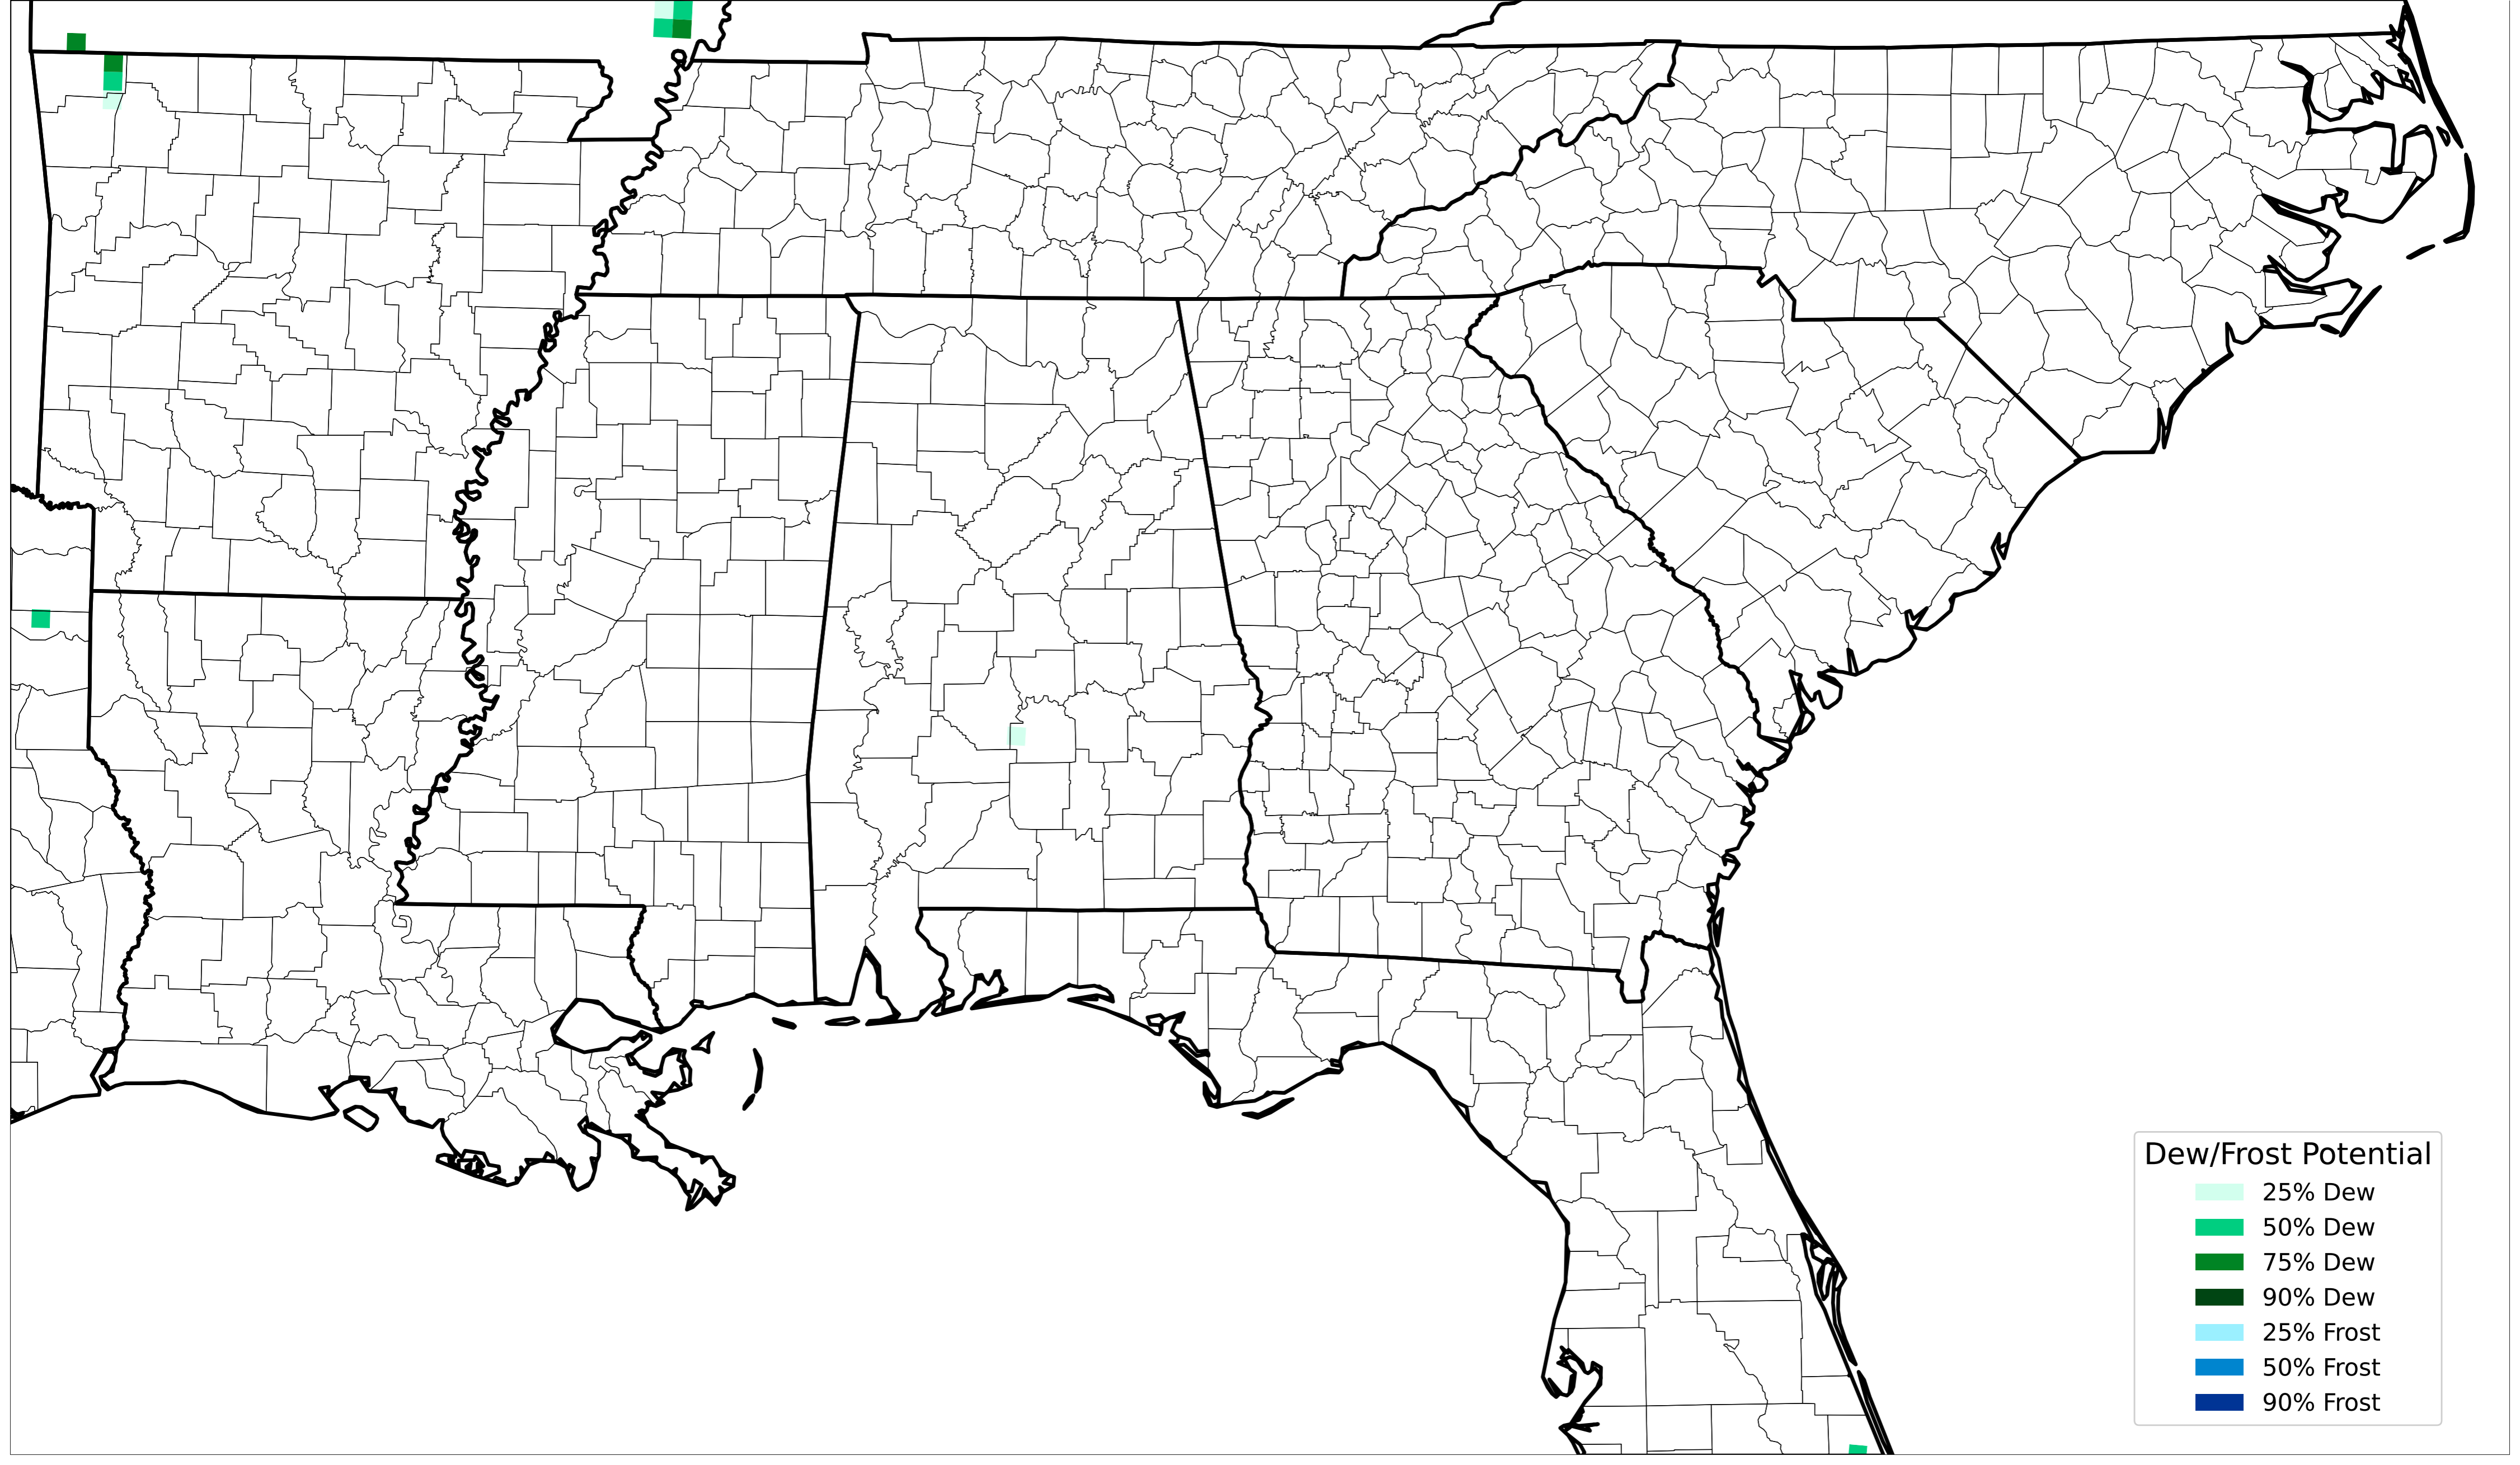 Dew/Frost Potential
25% Dew
50% Dew
75% Dew
90% Dew
25% Frost
50% Frost
90% Frost